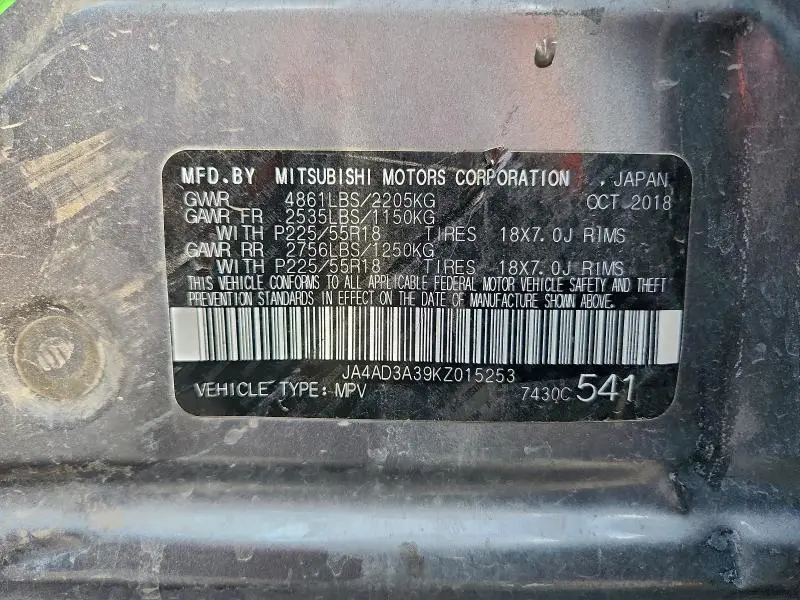 MFD.BY MITSUBISHI MOTORS CORPORATION , JAPAN
GVWR 4861LBS/2205KG OCT 2018
GAWR FR 2535LBS/1150KG
WITH P225/55R18 TIRES 18X7.0J RIMS
GAWR RR 2756LBS/1250KG
WITH P225/55R18 TIRES 18X7.0J RIMS
THIS VEHICLE CONFORMS TO ALL APPLICABLE FEDERAL MOTOR VEHICLE SAFETY AND THEFT
PREVENTION STANDARDS IN EFFECT ON THE DATE OF MANUFACTURE SHOWN ABOVE.
JA4AD3A39KZ015253
VEHICLE TYPE: MPV 7430C 541